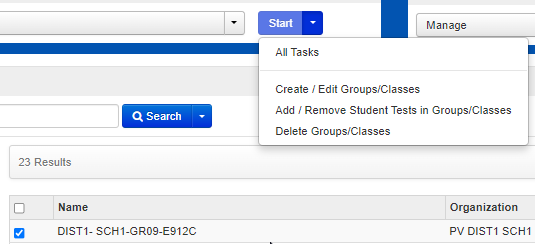 Start
Manage
All Tasks
Create / Edit Groups/Classes
Add / Remove Student Tests in Groups/Classes
Delete Groups/Classes
Search
23 Results
Name Organization
DIST1- SCH1-GR09-E912C PV DIST1 SCH1